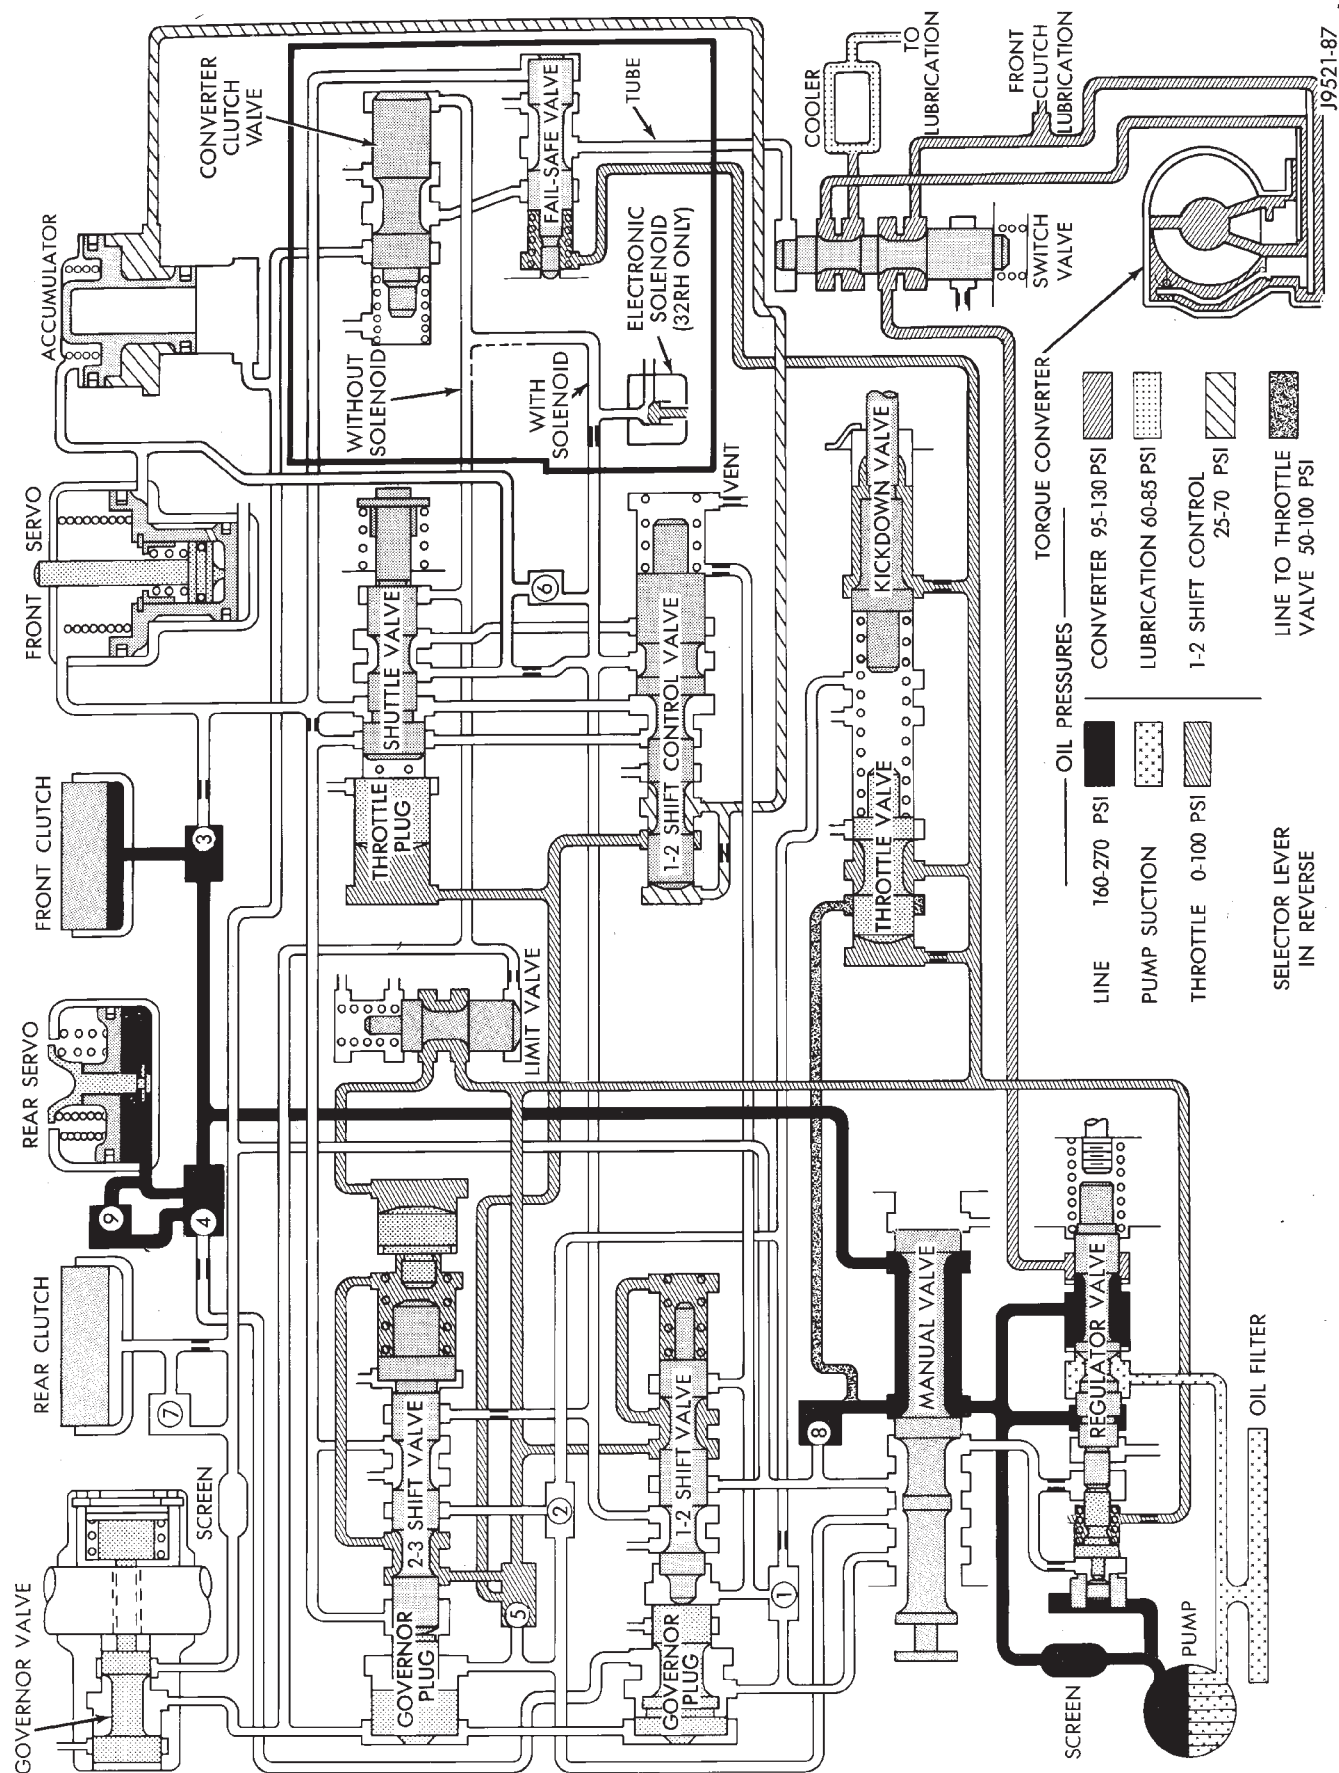 GOVERNOR VALVE
REAR CLUTCH
REAR SERVO
FRONT CLUTCH
FRONT SERVO
ACCUMULATOR
CONVERTER
CLUTCH
VALVE
SCREEN
7
9
4
3
WITHOUT
SOLENOID
FAIL-SAFE VALVE
TUBE
WITH
SOLENOID
ELECTRONIC
SOLENOID
(32RH ONLY)
GOVERNOR
PLUG
2-3 SHIFT VALVE
LIMIT VALVE
THROTTLE
PLUG
SHUTTLE VALVE
5
2
6
VENT
GOVERNOR
PLUG
1-2 SHIFT VALVE
1-2 SHIFT CONTROL VALVE
1
8
COOLER
TO
LUBRICATION
FRONT
CLUTCH
LUBRICATION
SWITCH
VALVE
MANUAL VALVE
THROTTLE VALVE
KICKDOWN VALVE
SCREEN
PUMP
REGULATOR VALVE
OIL FILTER
TORQUE CONVERTER
OIL PRESSURES
LINE 160-270 PSI
PUMP SUCTION
THROTTLE 0-100 PSI
CONVERTER 95-130 PSI
LUBRICATION 60-85 PSI
1-2 SHIFT CONTROL
25-70 PSI
LINE TO THROTTLE
VALVE 50-100 PSI
SELECTOR LEVER
IN REVERSE
J9521-87